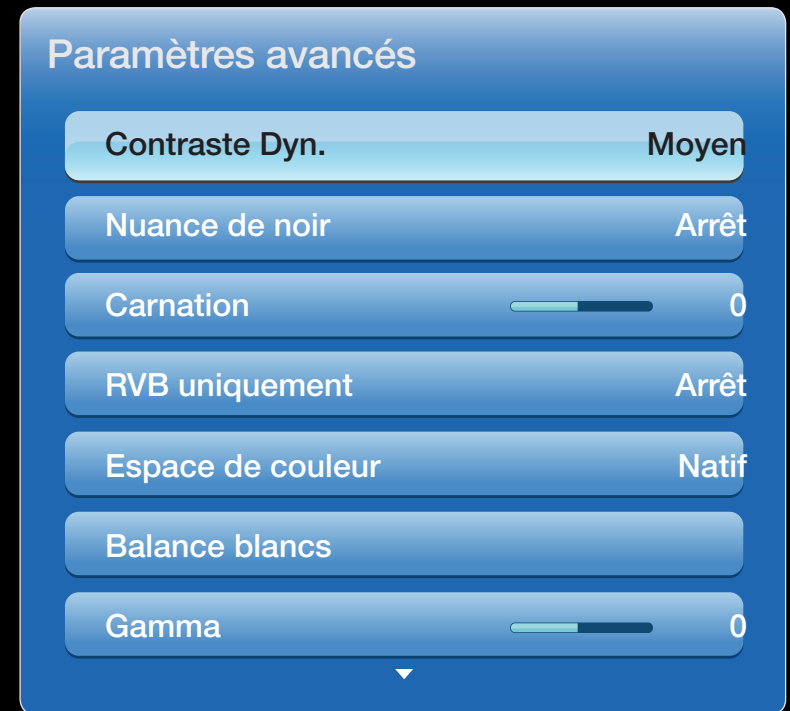 Paramètres avancés
Contraste Dyn. Moyen
Nuance de noir Arrêt
Carnation 0
RVB uniquement Arrêt
Espace de couleur Natif
Balance blancs
Gamma 0